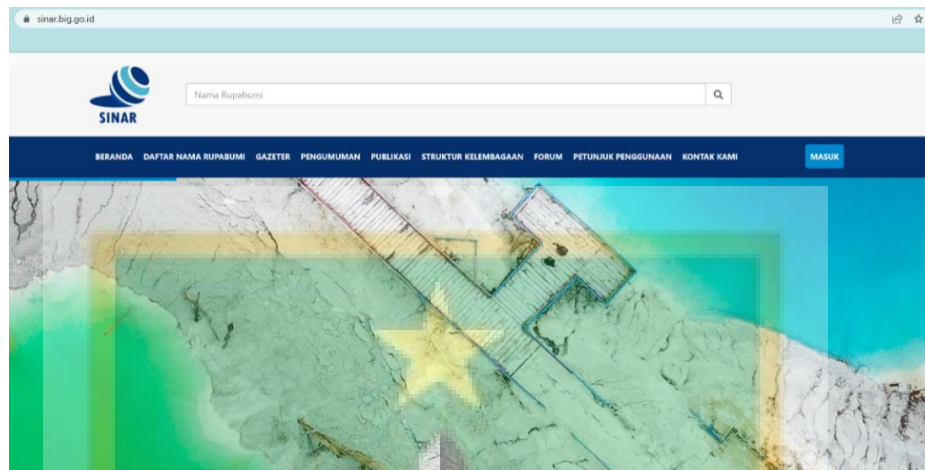 sinar.big.go.id
SINAR
Nama Rupabumi
BERANDA DAFTAR NAMA RUPABUMI GAZETER PENGUMUMAN PUBLIKASI STRUKTUR KELEMBAGAAN FORUM PETUNJUK PENGGUNAAN KONTAK KAMI MASUK